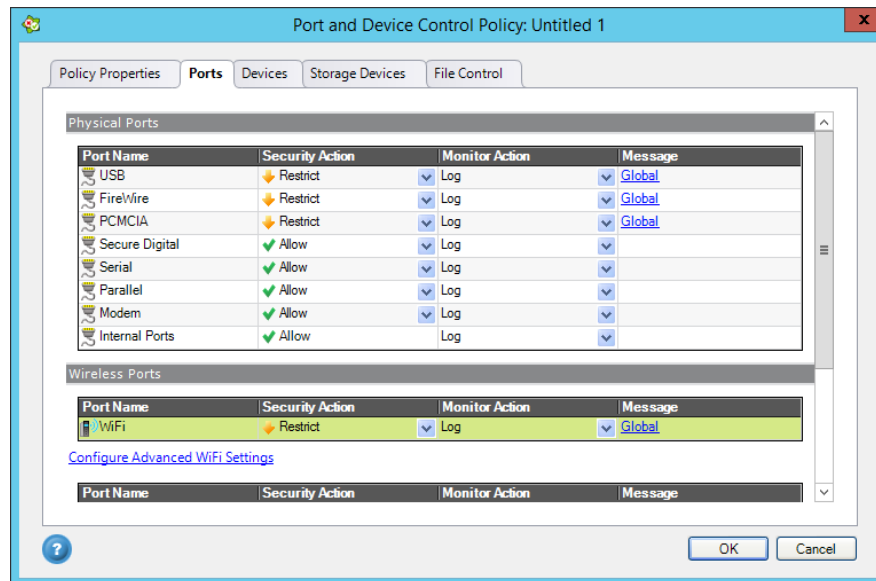 Port and Device Control Policy: Untitled 1
x
Policy Properties Ports Devices Storage Devices File Control
Physical Ports
Port Name Security Action Monitor Action Message
USB Restrict Log Global
FireWire Restrict Log Global
PCMCIA Restrict Log Global
Secure Digital Allow Log
Serial Allow Log
Parallel Allow Log
Modem Allow Log
Internal Ports Allow Log
Wireless Ports
Port Name Security Action Monitor Action Message
WiFi Restrict Log Global
Configure Advanced WiFi Settings
Port Name Security Action Monitor Action Message
? OK Cancel